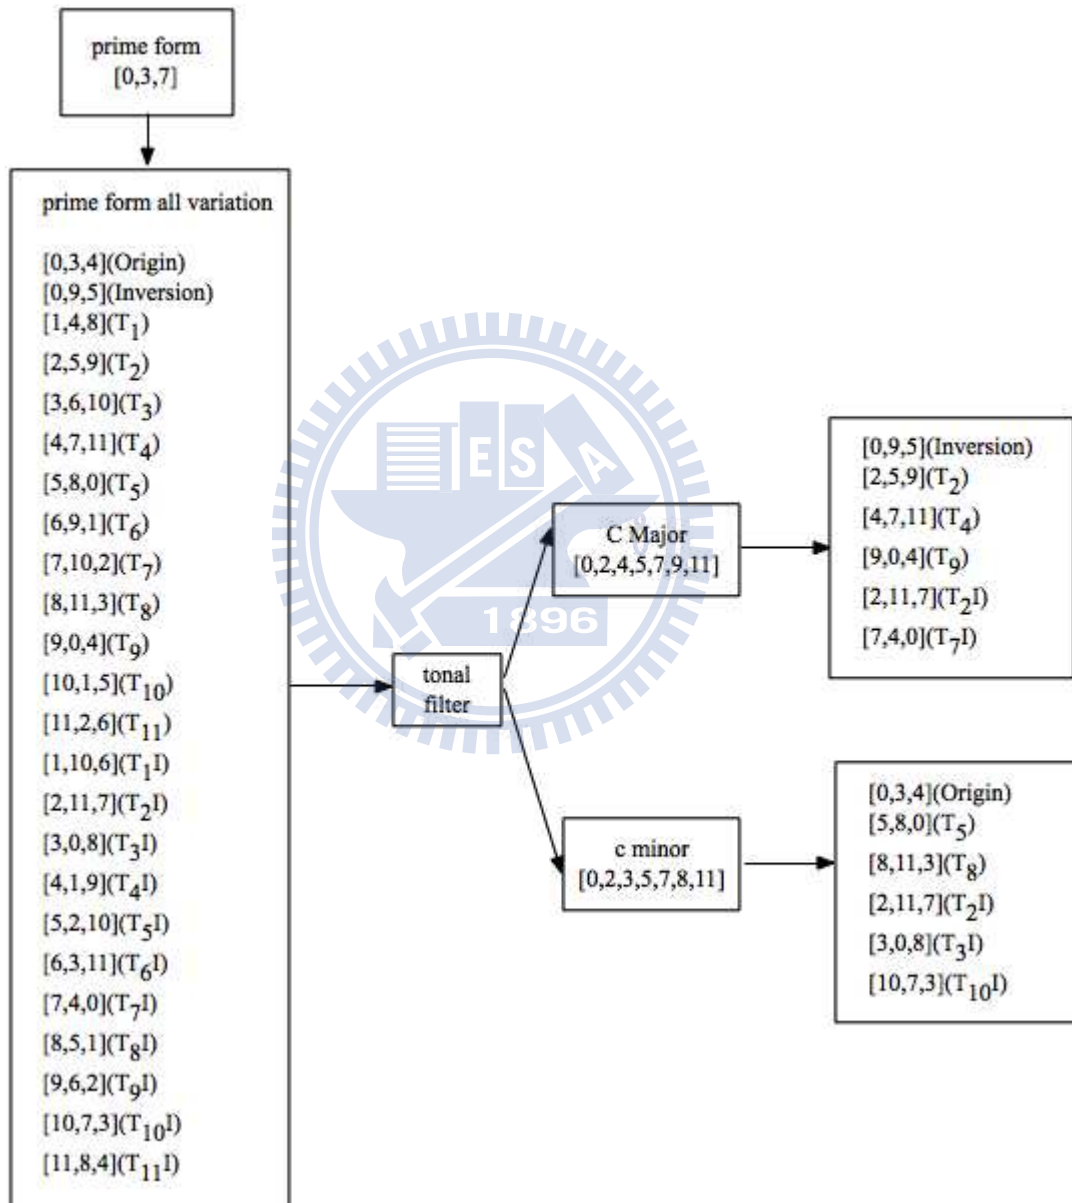 prime form
[0,3,7]
prime form all variation
[0,3,4](Origin)
[0,9,5](Inversion)
[1,4,8](T1)
[2,5,9](T2)
[3,6,10](T3)
[4,7,11](T4)
[5,8,0](T5)
[6,9,1](T6)
[7,10,2](T7)
[8,11,3](T8)
[9,0,4](T9)
[10,1,5](T10)
[11,2,6](T11)
[1,10,6](T1I)
[2,11,7](T2I)
[3,0,8](T3I)
[4,1,9](T4I)
[5,2,10](T5I)
[6,3,11](T6I)
[7,4,0](T7I)
[8,5,1](T8I)
[9,6,2](T9I)
[10,7,3](T10I)
[11,8,4](T11I)
tonal
filter
C Major
[0,2,4,5,7,9,11]
c minor
[0,2,3,5,7,8,11]
[0,9,5](Inversion)
[2,5,9](T2)
[4,7,11](T4)
[9,0,4](T9)
[2,11,7](T2I)
[7,4,0](T7I)
[0,3,4](Origin)
[5,8,0](T5)
[8,11,3](T8)
[2,11,7](T2I)
[3,0,8](T3I)
[10,7,3](T10I)
ES A
1896